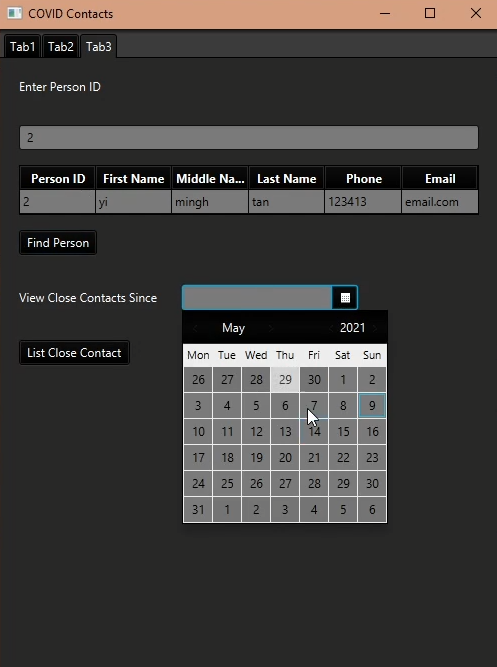 COVID Contacts
Tab1 Tab2 Tab3
Enter Person ID
2
Person ID First Name Middle Na... Last Name Phone Email
2 yi mingh tan 123413 email.com
Find Person
View Close Contacts Since
May 2021
Mon Tue Wed Thu Fri Sat Sun
26 27 28 29 30 1 2
3 4 5 6 7 8 9
10 11 12 13 14 15 16
17 18 19 20 21 22 23
24 25 26 27 28 29 30
31 1 2 3 4 5 6
List Close Contact